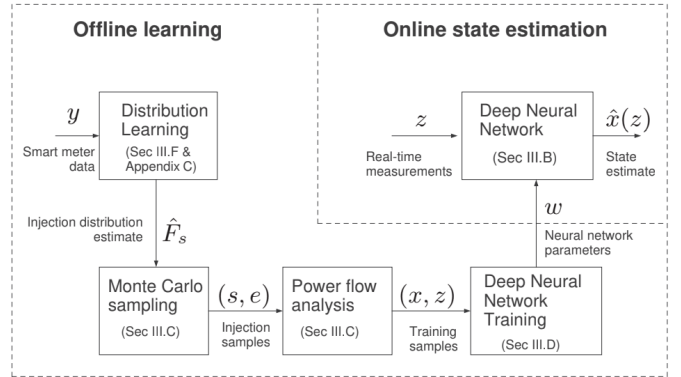 Offline learning
Online state estimation
y
Smart meter
data
Distribution
Learning
(Sec III.F &
Appendix C)
z
Real-time
measurements
Deep Neural
Network
(Sec III.B)
x̂(z)
State
estimate
Injection distribution
estimate
F̂ₛ
w
Neural network
parameters
Monte Carlo
sampling
(Sec III.C)
(s, e)
Injection
samples
Power flow
analysis
(Sec III.C)
(x, z)
Training
samples
Deep Neural
Network
Training
(Sec III.D)